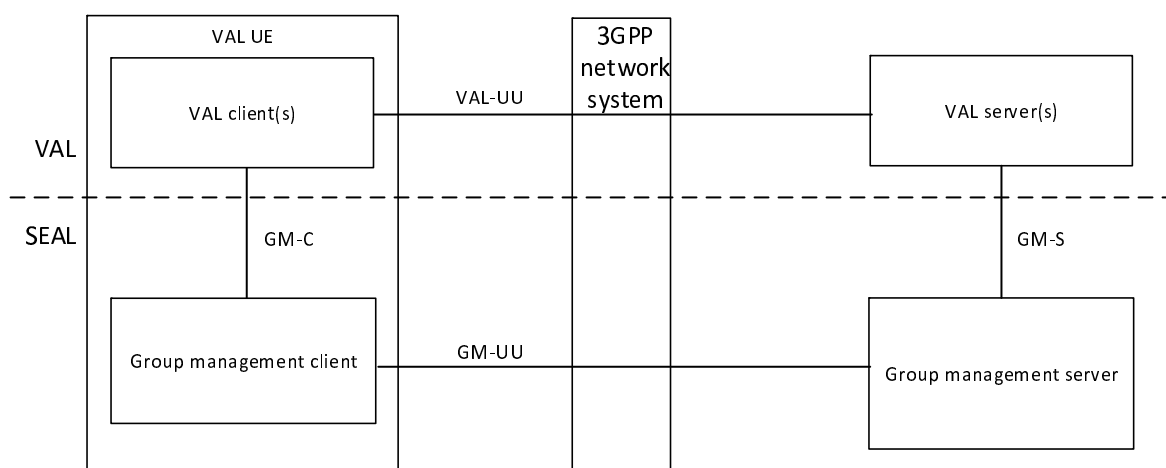 VAL UE
3GPP
network
system
VAL client(s)
VAL-UU
VAL server(s)
VAL
SEAL
GM-C
GM-S
Group management client
GM-UU
Group management server